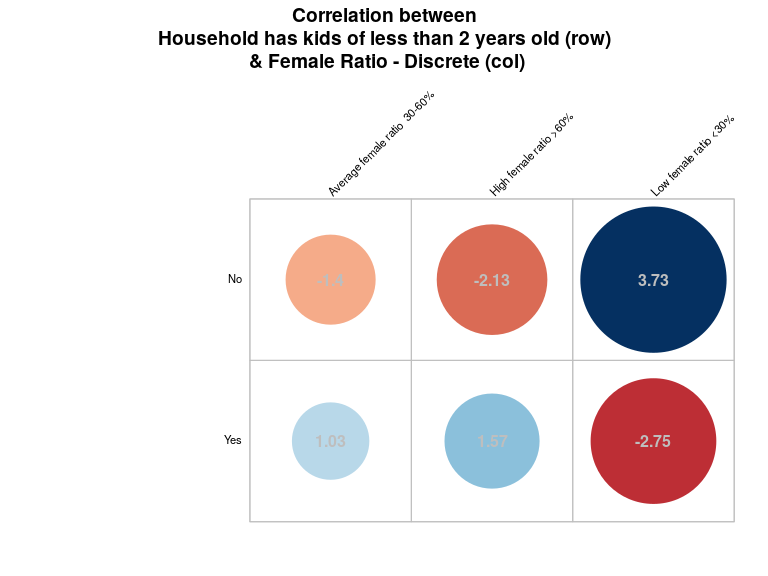 Correlation between
Household has kids of less than 2 years old (row)
& Female Ratio - Discrete (col)
Average female ratio 30-60%
High female ratio >60%
Low female ratio <30%
No
-2.13
3.73
Yes
1.03
1.57
-2.75